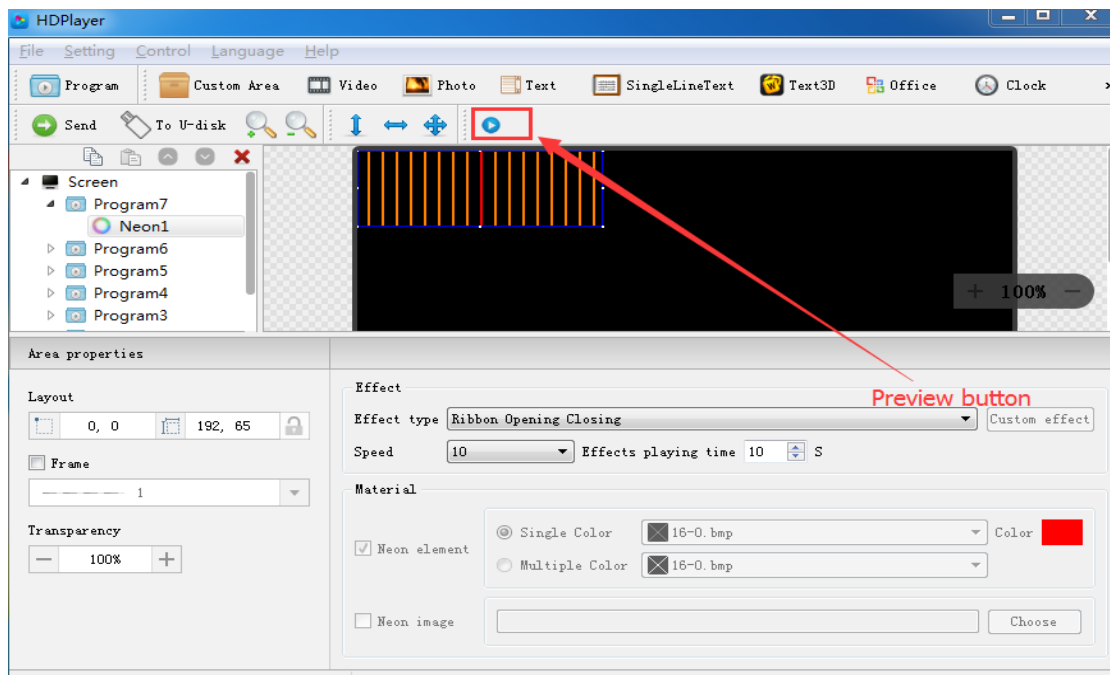 HDPlayer
File Setting Control Language Help
Program Custom Area Video Photo Text SingleLineText Text3D Office Clock
Send To U-disk
Screen
Program7
Neon1
Program6
Program5
Program4
Program3
+ 100% −
Area properties
Layout
0, 0 192, 65
Frame
1
Transparency
− 100% +
Effect
Preview button
Effect type Ribbon Opening Closing Custom effect
Speed 10 Effects playing time 10 S
Material
Neon element
Single Color 16-0.bmp Color
Multiple Color 16-0.bmp
Neon image Choose